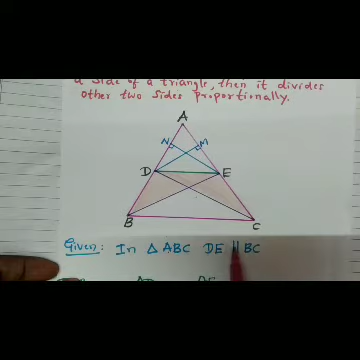 a side of a triangle, then it divides
other two sides proportionally.
A
N M
D E
B C
Given: In △ ABC DE || BC